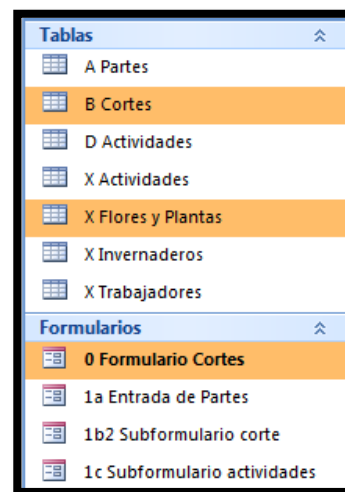 Tablas
A Partes
B Cortes
D Actividades
X Actividades
X Flores y Plantas
X Invernaderos
X Trabajadores
Formularios
0 Formulario Cortes
1a Entrada de Partes
1b2 Subformulario corte
1c Subformulario actividades